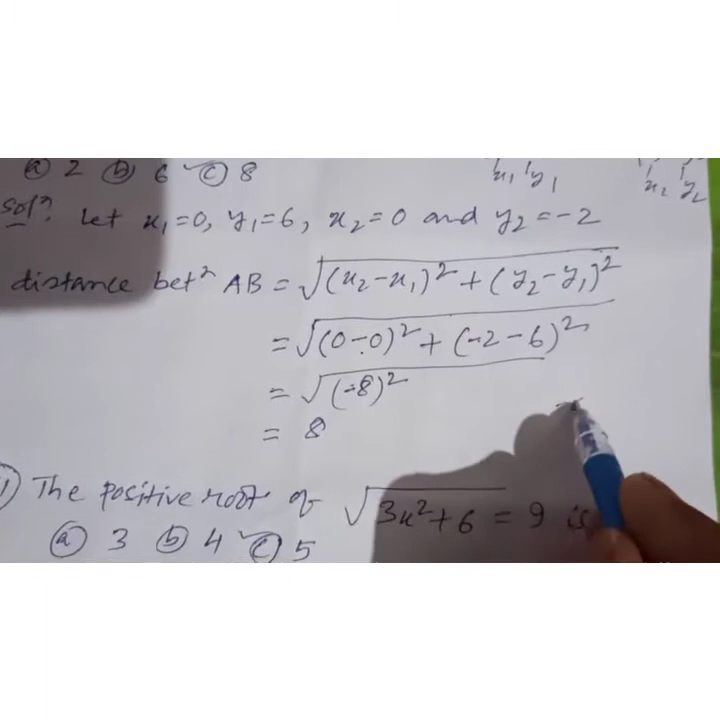 ⓐ 2 ⓑ 6 ⓒ 8
x₁ y₁ x₂ y₂
Solⁿ. Let x₁=0, y₁=6, x₂=0 and y₂=-2
distance betⁿ AB = √(x₂-x₁)²+(y₂-y₁)²
= √(0-0)²+(-2-6)²
= √(-8)²
= 8
The positive root of √3x²+6 = 9 is
ⓐ 3 ⓑ 4 ⓒ 5